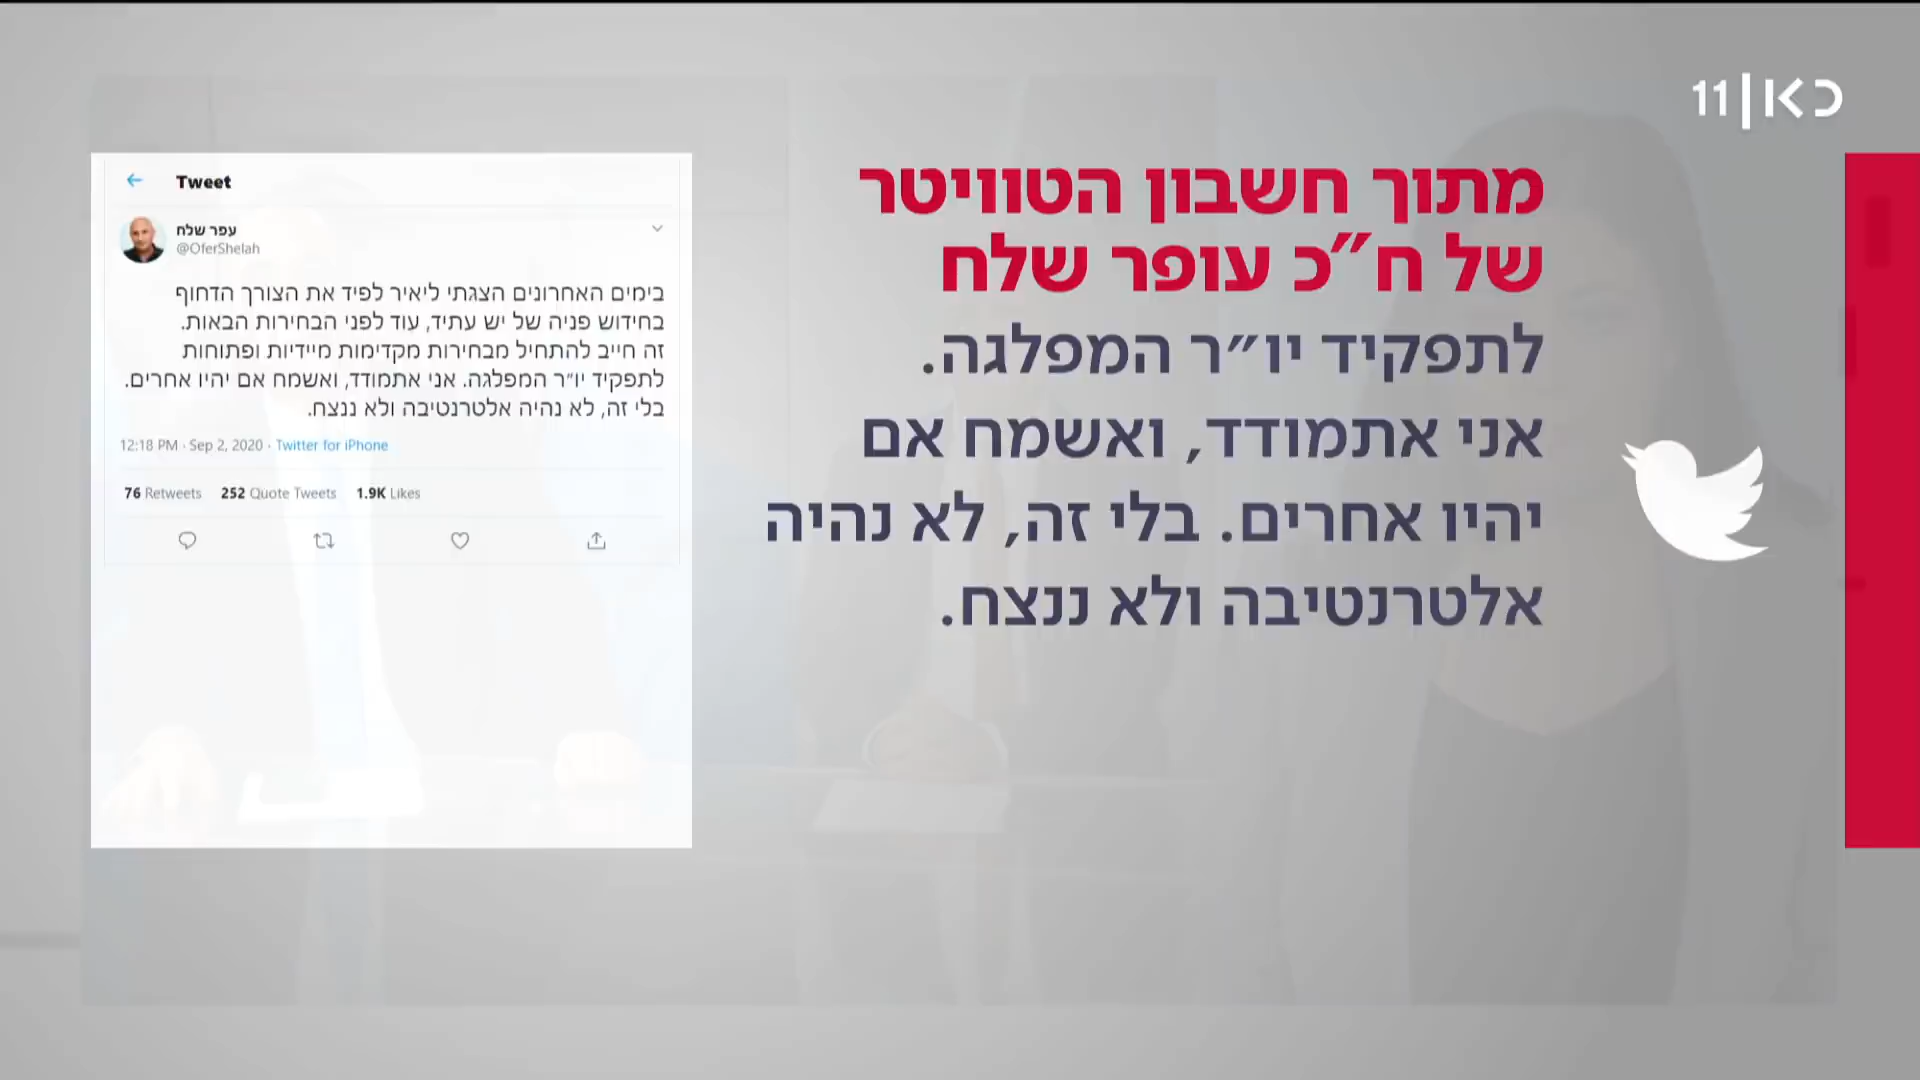 כאן 11
מתוך חשבון הטוויטר
של ח״כ עופר שלח
לתפקיד יו״ר המפלגה.
אני אתמודד, ואשמח אם
יהיו אחרים. בלי זה, לא נהיה
אלטרנטיבה ולא ננצח.
Tweet
עפר שלח
@OferShelah
בימים האחרונים הצגתי ליאיר לפיד את הצורך הדחוף
בחידוש פניה של יש עתיד, עוד לפני הבחירות הבאות.
זה חייב להתחיל מבחירות מקדימות מיידיות ופתוחות
לתפקיד יו״ר המפלגה. אני אתמודד, ואשמח אם יהיו אחרים.
בלי זה, לא נהיה אלטרנטיבה ולא ננצח.
12:18 PM · Sep 2, 2020 · Twitter for iPhone
76 Retweets 252 Quote Tweets 1.9K Likes